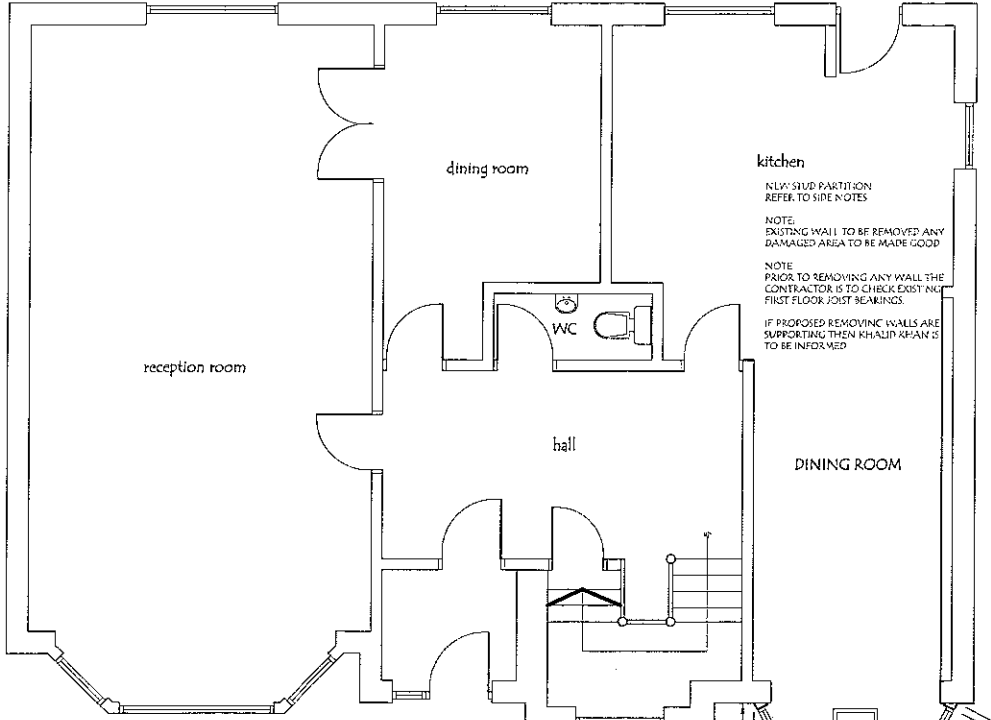 dining room
kitchen
NEW STUD PARTITION
REFER TO SIDE NOTES
NOTE:
EXISTING WALL TO BE REMOVED ANY
DAMAGED AREA TO BE MADE GOOD
NOTE
PRIOR TO REMOVING ANY WALL THE
CONTRACTOR IS TO CHECK EXISTING
FIRST FLOOR JOIST BEARINGS.
IF PROPOSED REMOVING WALLS ARE
SUPPORTING THEN KHALID KHAN IS
TO BE INFORMED
WC
reception room
hall
DINING ROOM